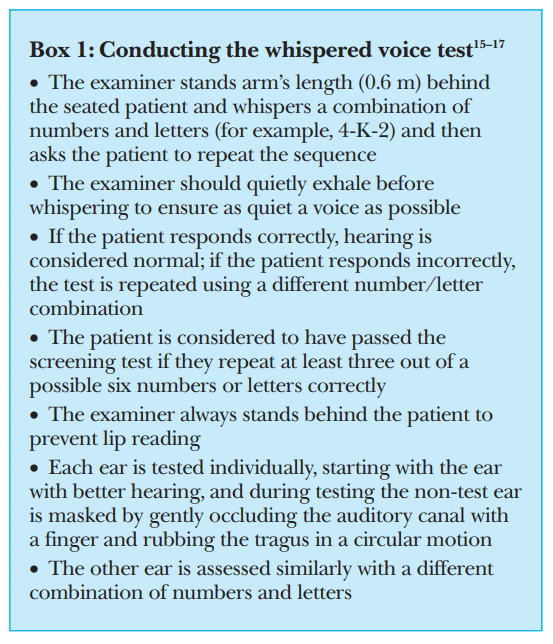 Box 1: Conducting the whispered voice test15–17
• The examiner stands arm's length (0.6 m) behind
the seated patient and whispers a combination of
numbers and letters (for example, 4-K-2) and then
asks the patient to repeat the sequence
• The examiner should quietly exhale before
whispering to ensure as quiet a voice as possible
• If the patient responds correctly, hearing is
considered normal; if the patient responds incorrectly,
the test is repeated using a different number/letter
combination
• The patient is considered to have passed the
screening test if they repeat at least three out of a
possible six numbers or letters correctly
• The examiner always stands behind the patient to
prevent lip reading
• Each ear is tested individually, starting with the ear
with better hearing, and during testing the non-test ear
is masked by gently occluding the auditory canal with
a finger and rubbing the tragus in a circular motion
• The other ear is assessed similarly with a different
combination of numbers and letters